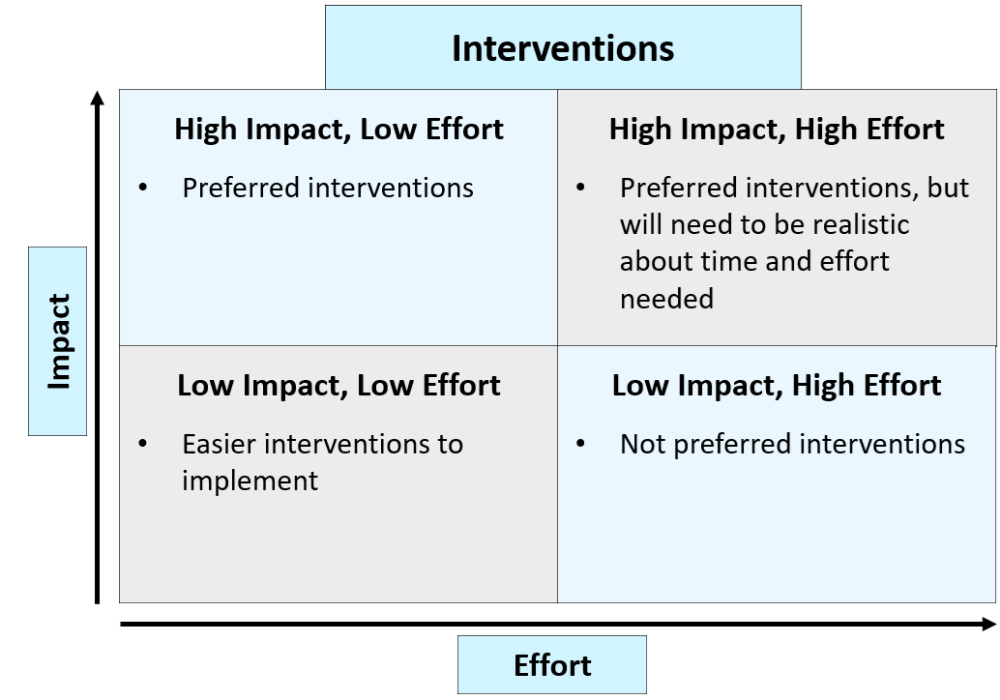 Interventions
High Impact, Low Effort
• Preferred interventions
High Impact, High Effort
• Preferred interventions, but
will need to be realistic
about time and effort
needed
Impact
Low Impact, Low Effort
• Easier interventions to
implement
Low Impact, High Effort
• Not preferred interventions
Effort